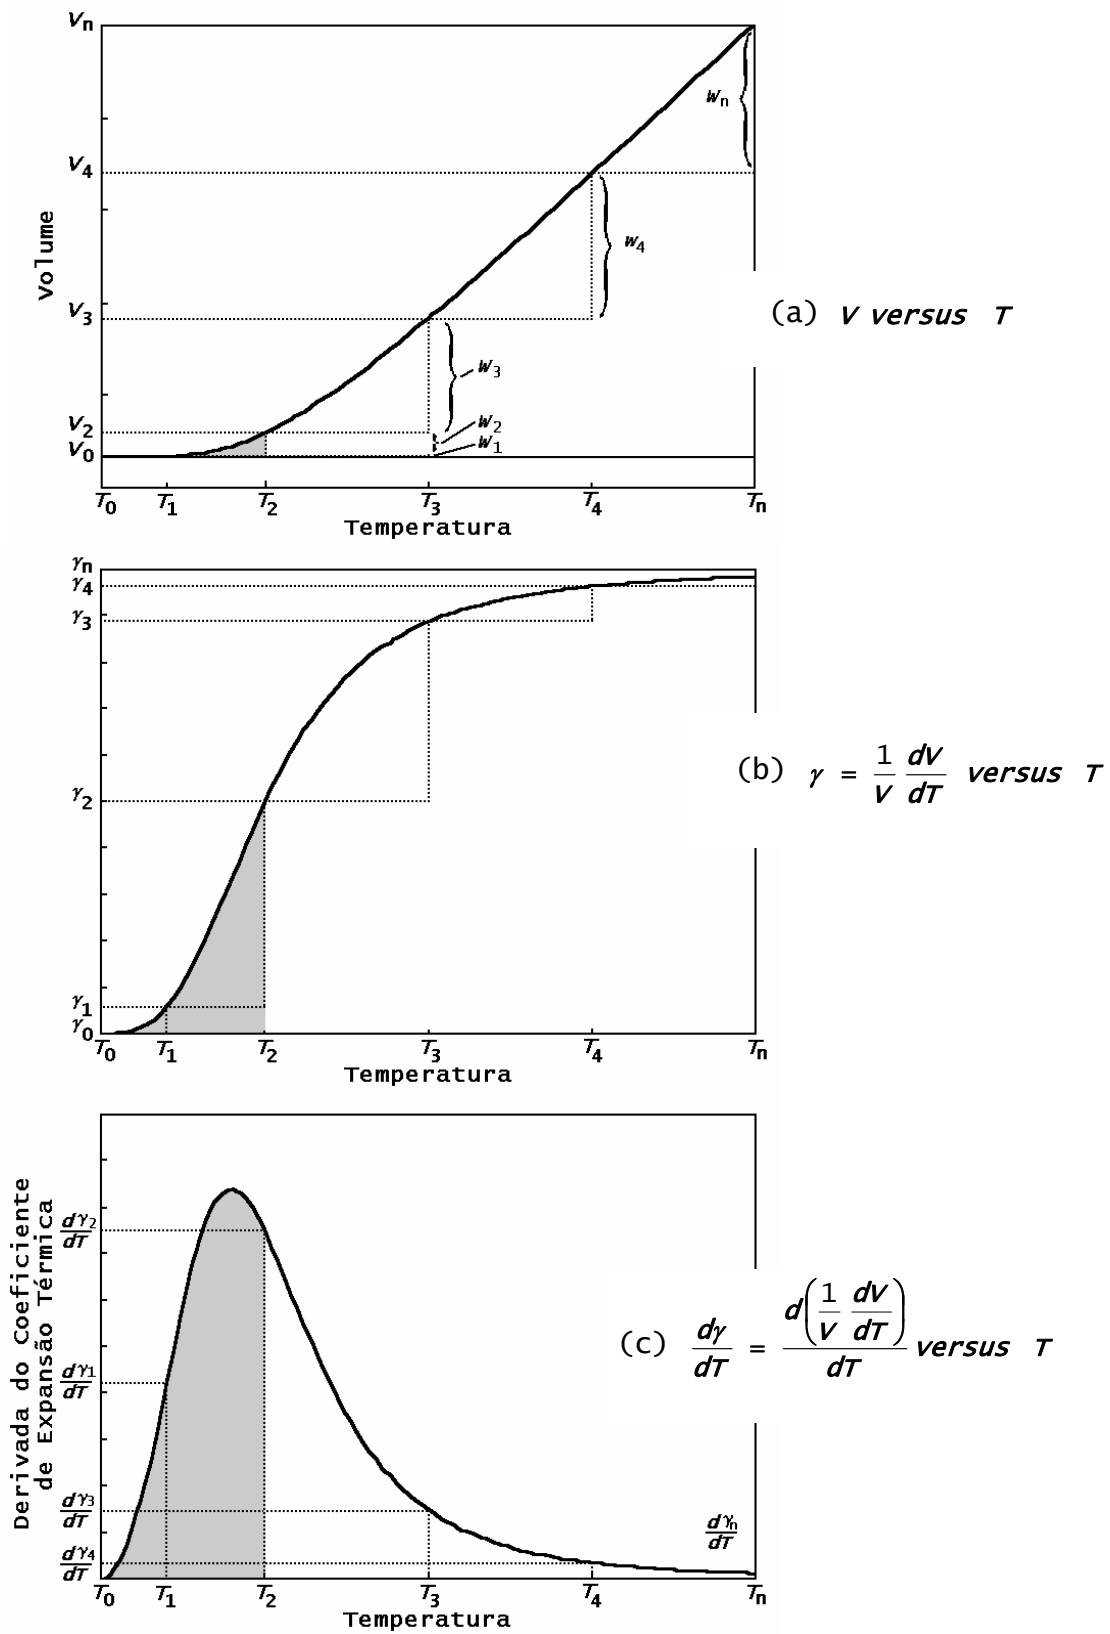 Vn
V4
V3
V2
V0
Volume
wn
w4
w3
w2
w1
T0 T1 T2 T3 T4 Tn
Temperatura
(a) V versus T
γn
γ4
γ3
γ2
γ1
γ0
T0 T1 T2 T3 T4 Tn
Temperatura
(b) γ = 1/V dV/dT versus T
Derivada do Coeficiente
de Expansão Térmica
dγ2/dT
dγ1/dT
dγ3/dT
dγ4/dT
dγn/dT
T0 T1 T2 T3 T4 Tn
Temperatura
(c) dγ/dT = d(1/V dV/dT)/dT versus T